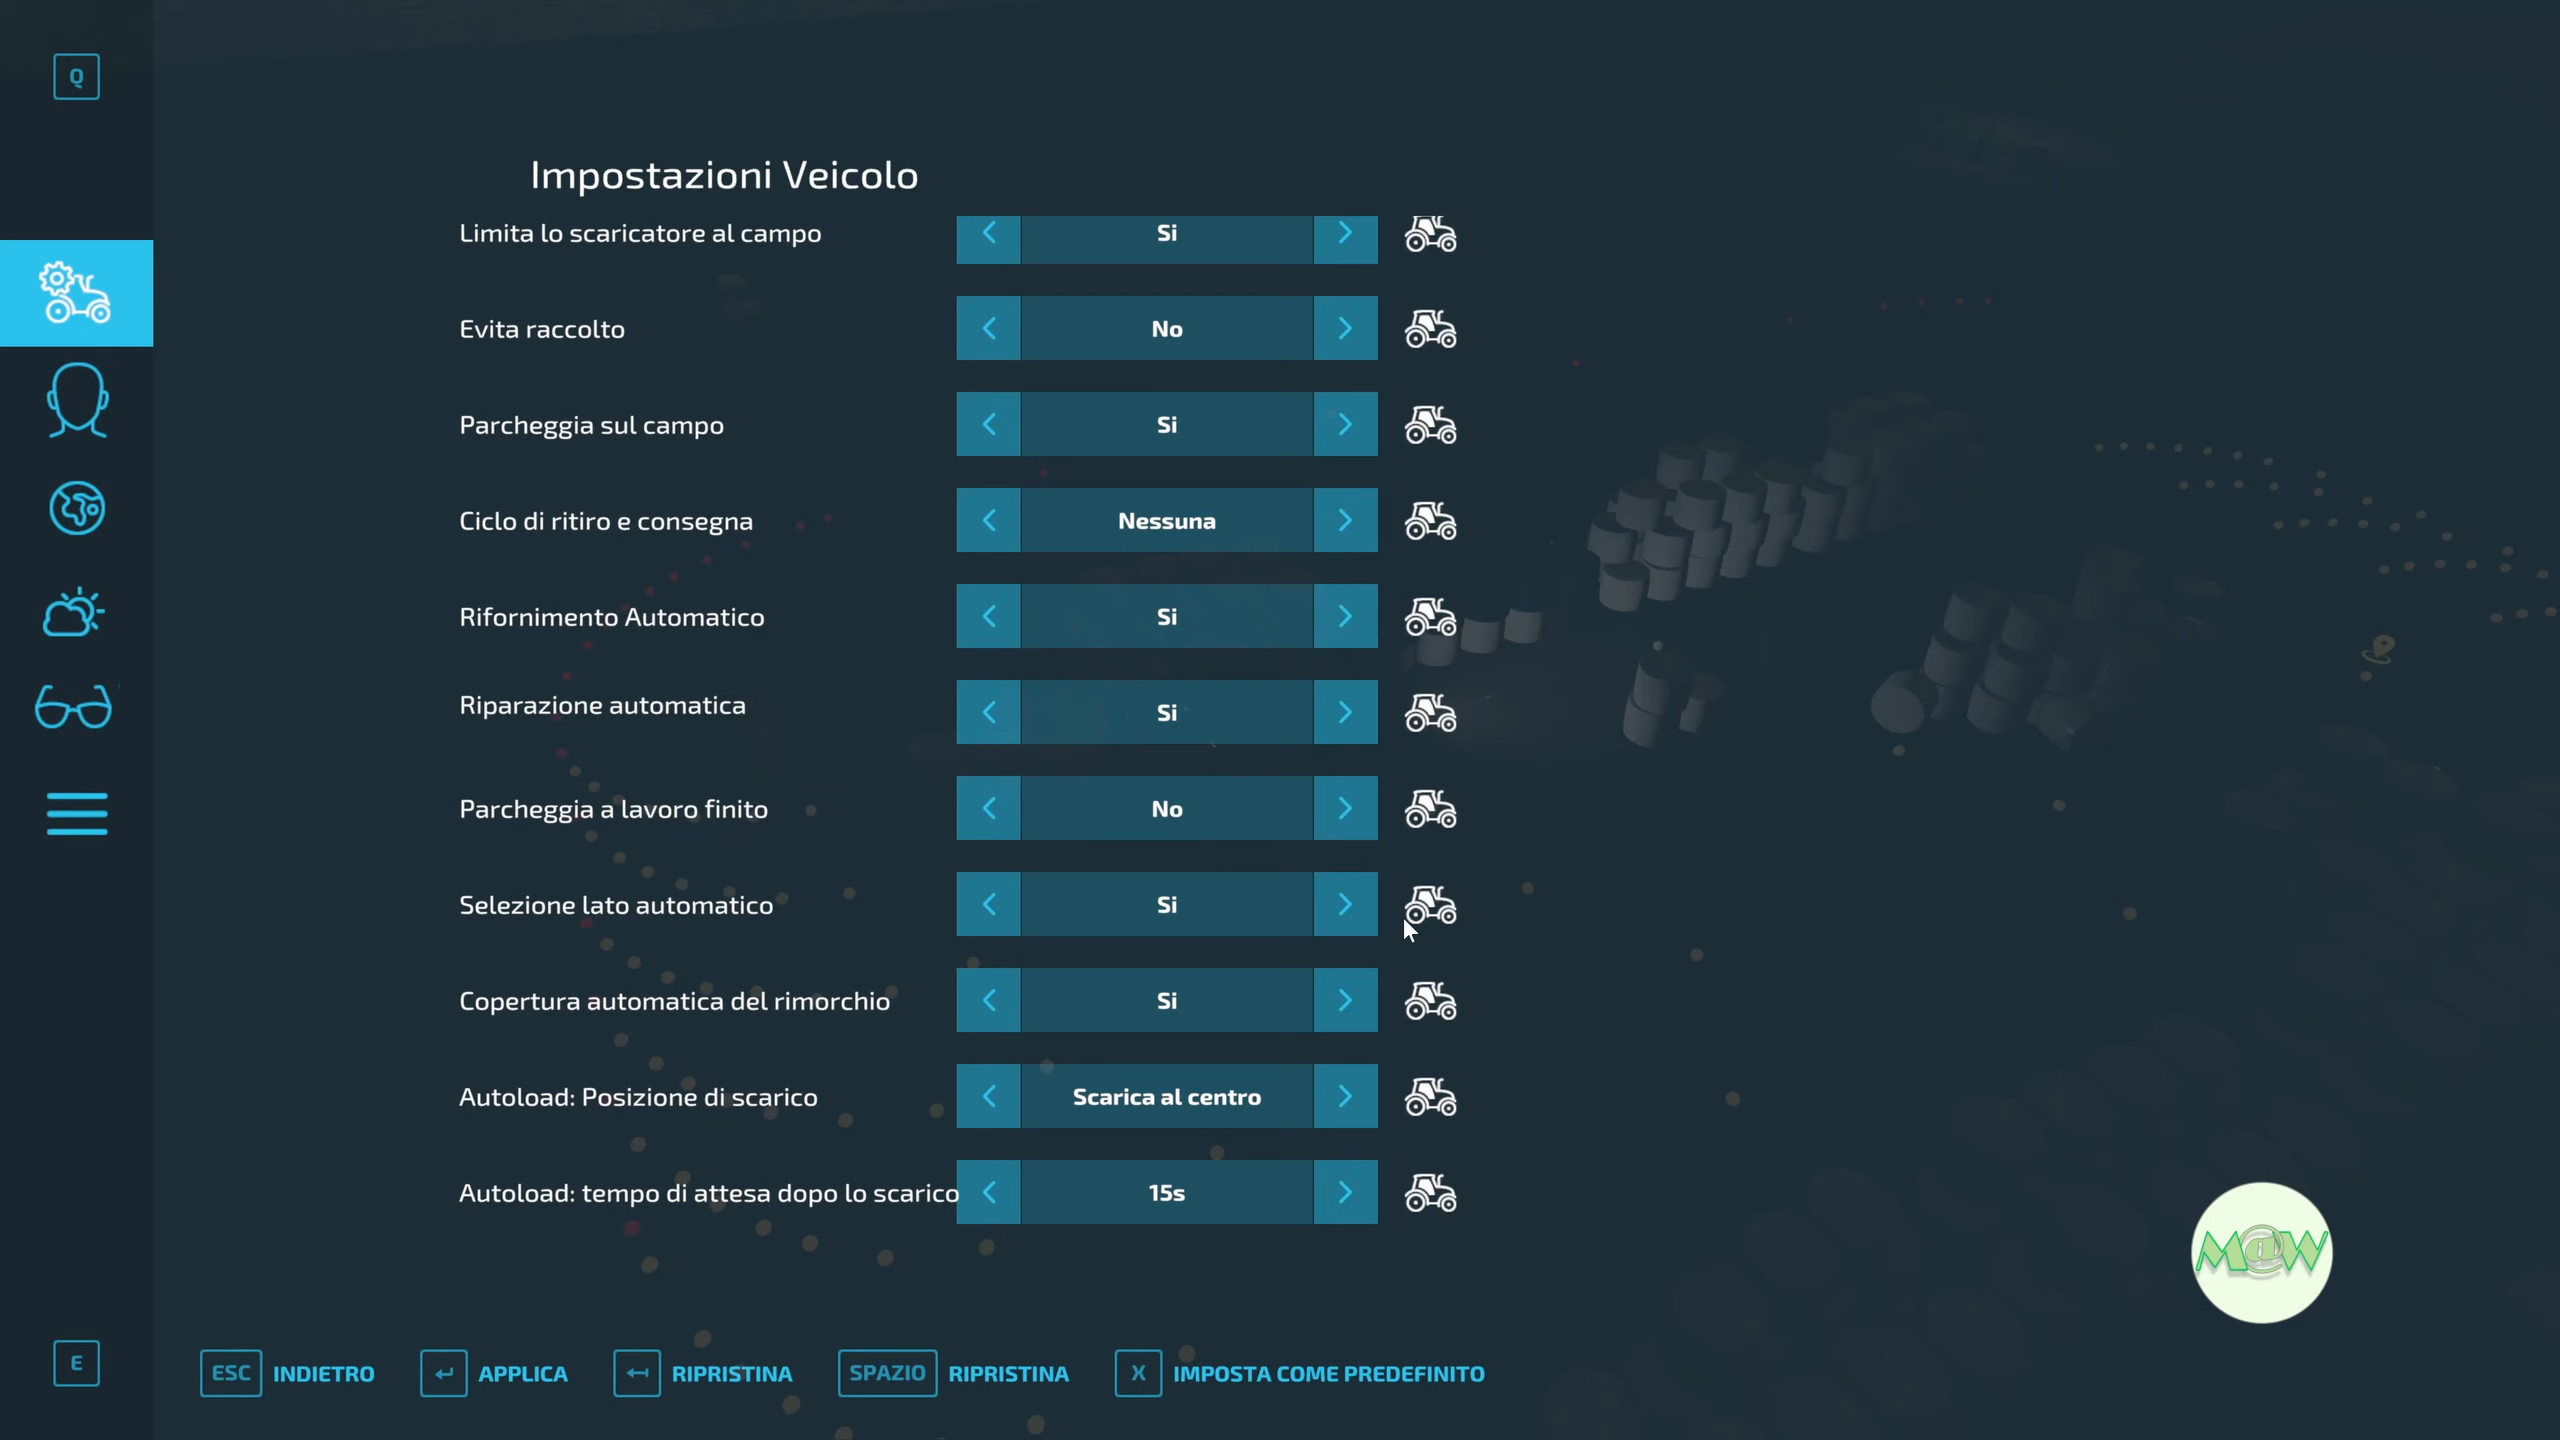 Q
Impostazioni Veicolo
Limita lo scaricatore al campo Si
Evita raccolto No
Parcheggia sul campo Si
Ciclo di ritiro e consegna Nessuna
Rifornimento Automatico Si
Riparazione automatica Si
Parcheggia a lavoro finito No
Selezione lato automatico Si
Copertura automatica del rimorchio Si
Autoload: Posizione di scarico Scarica al centro
Autoload: tempo di attesa dopo lo scarico 15s
M@W
E ESC INDIETRO APPLICA RIPRISTINA SPAZIO RIPRISTINA X IMPOSTA COME PREDEFINITO